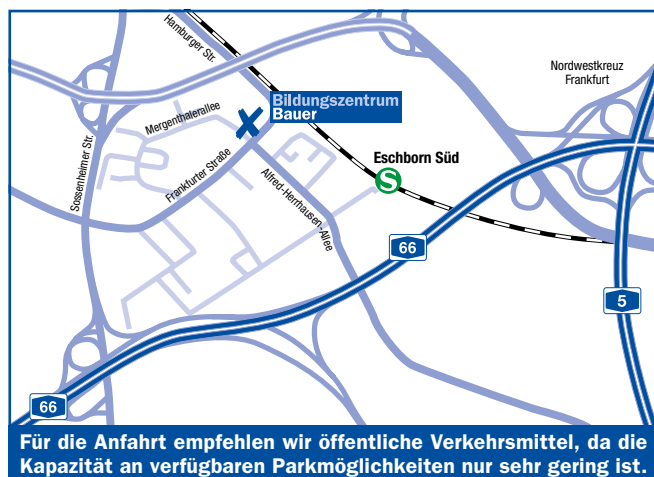 Hamburger Str.
Nordwestkreuz
Frankfurt
Bildungszentrum
Bauer
Mergenthalerallee
Sossenheimer Str.
Frankfurter Straße
Eschborn Süd
S
Alfred-Herrhausen-Allee
66
5
66
Für die Anfahrt empfehlen wir öffentliche Verkehrsmittel, da die
Kapazität an verfügbaren Parkmöglichkeiten nur sehr gering ist.